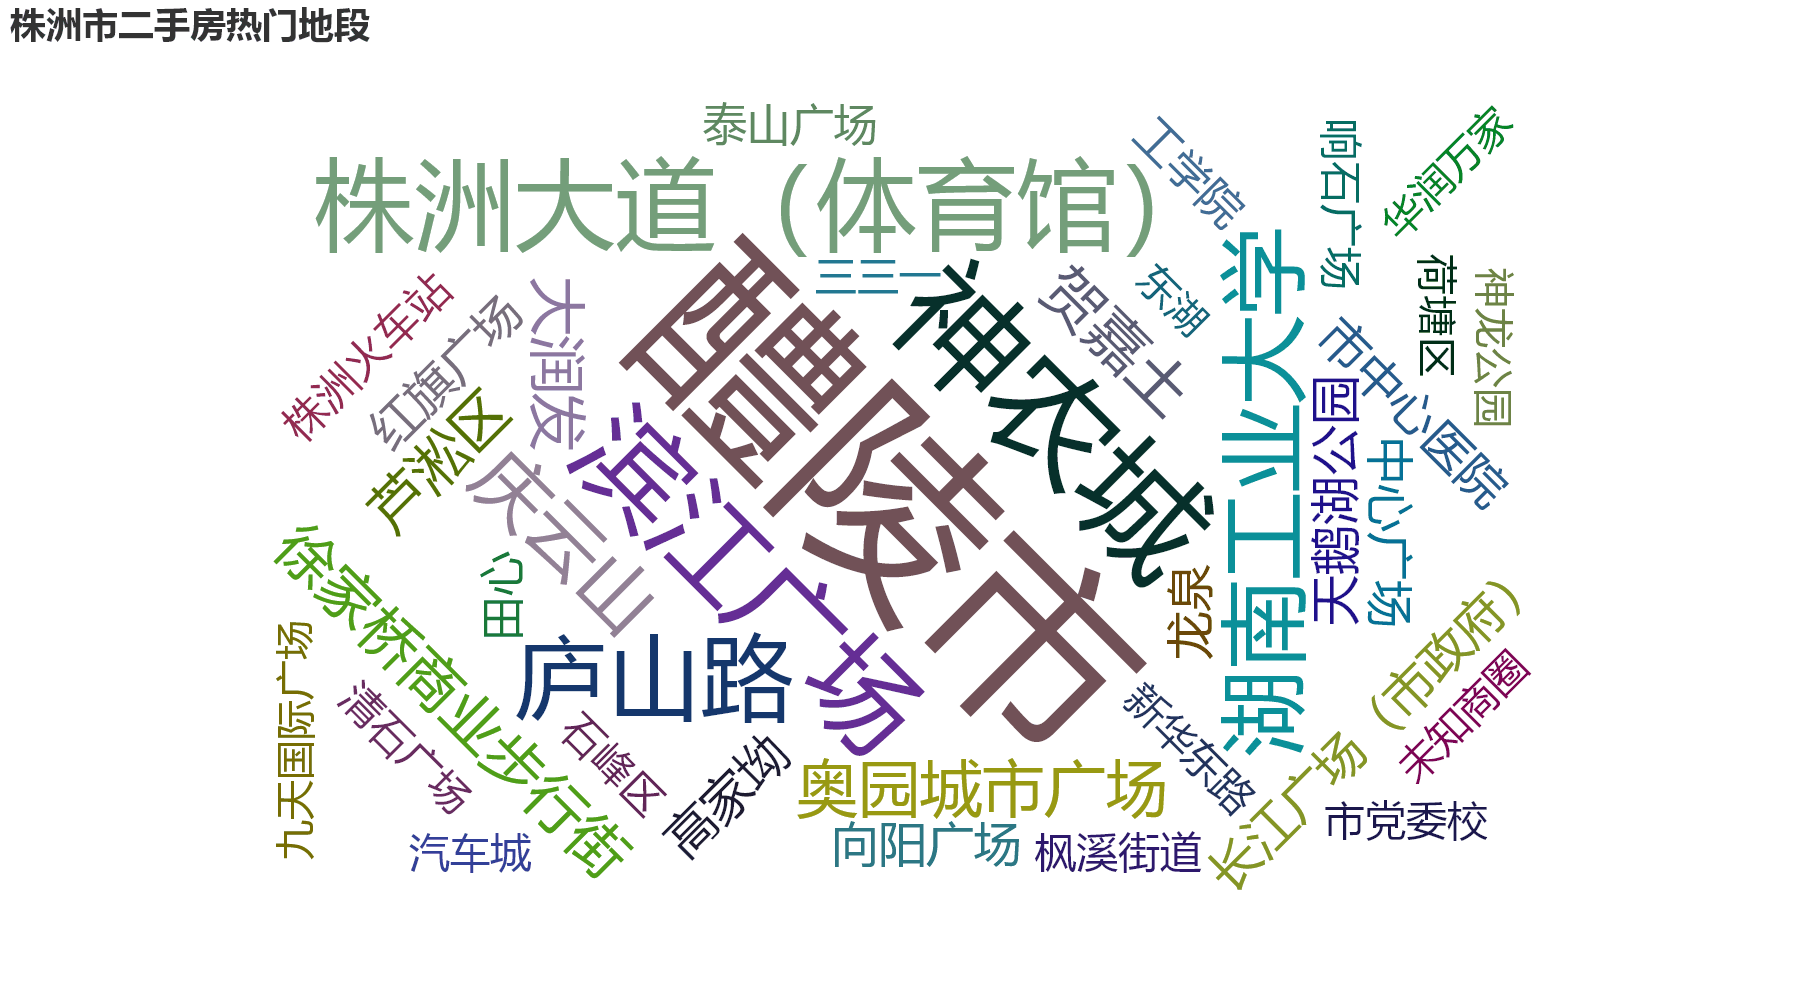 株洲市二手房热门地段
泰山广场
株洲大道（体育馆）
工学院
响石广场
华润万家
三三一
神农城
贺嘉土
东湖
湖南工业大学
荷塘区
神龙公园
株洲火车站
红旗广场
大润发
醴陵市
市中心医院
芦淞区
庆云山
滨江广场
天鹅湖公园
中心广场
徐家桥商业步行街
田心
龙泉
庐山路
九天国际广场
清石广场
石峰区
高家坳
奥园城市广场
新华东路
长江广场（市政府）
未知商圈
汽车城
向阳广场
枫溪街道
市党委校